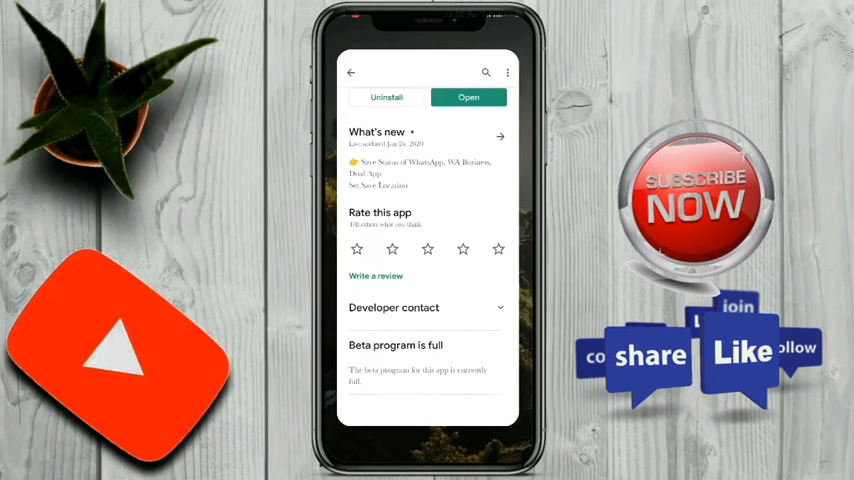 Uninstall
Open
What's new •
Last updated Jun 24, 2020
👉 Save Status of WhatsApp, WA Business,
Dual App
Set Save Location
Rate this app
Tell others what you think
Write a review
Developer contact
Beta program is full
The beta program for this app is currently
full.
SUBSCRIBE
NOW
join
share
Like